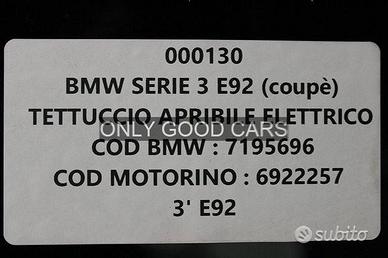 000130
BMW SERIE 3 E92 (coupè)
TETTUCCIO APRIBILE ELETTRICO
ONLY GOOD CARS
COD BMW : 7195696
COD MOTORINO : 6922257
3' E92
subito